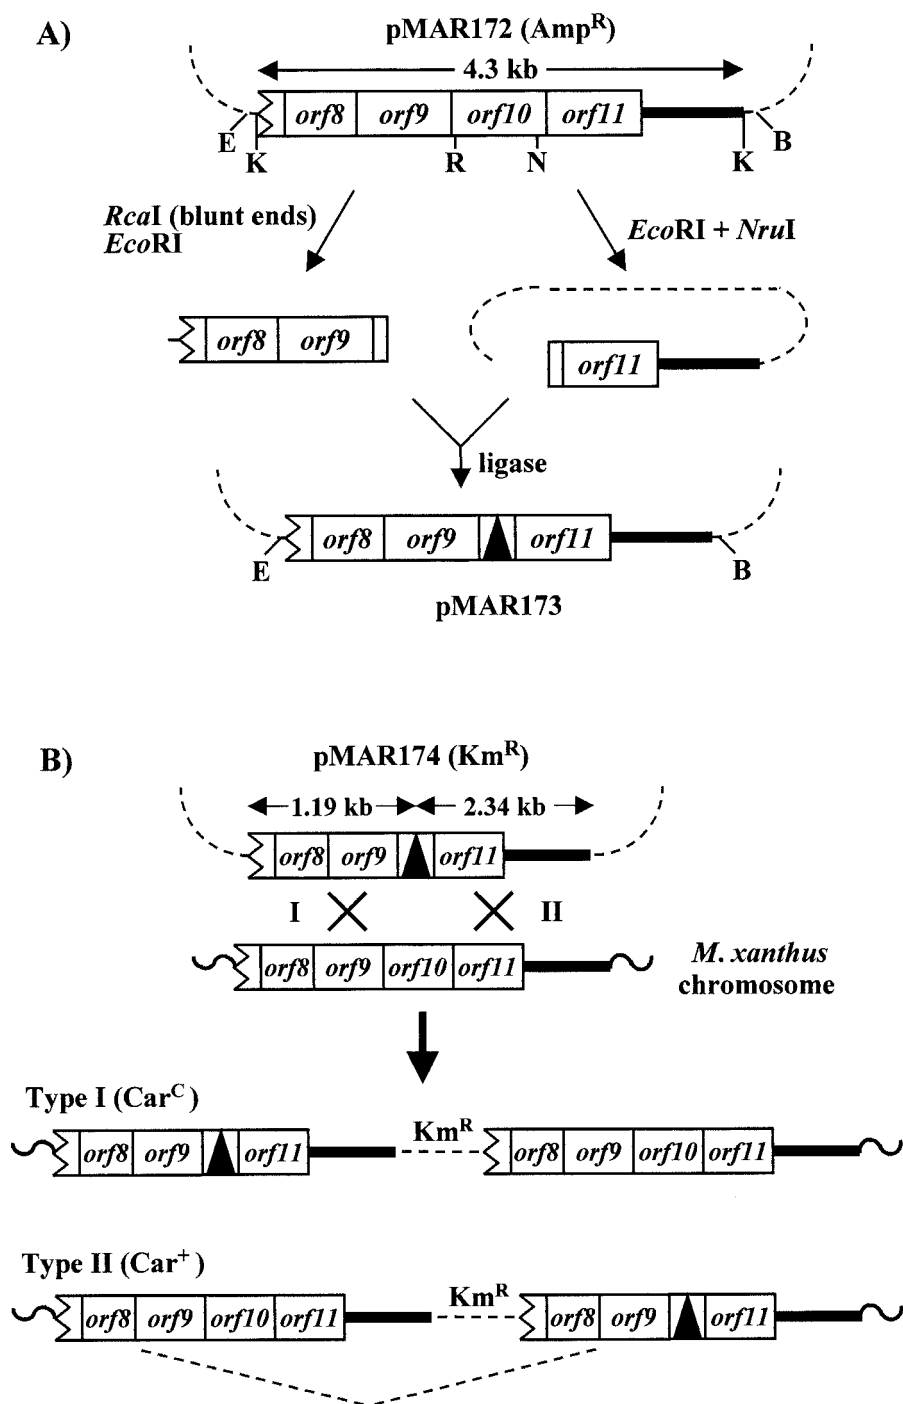 A)
pMAR172 (Amp^R)
4.3 kb
orf8 orf9 orf10 orf11
E K R N K B
RcaI (blunt ends)
EcoRI
EcoRI + NruI
orf8 orf9
orf11
ligase
orf8 orf9 orf11
E B
pMAR173
B)
pMAR174 (Km^R)
1.19 kb 2.34 kb
orf8 orf9 orf11
I II
orf8 orf9 orf10 orf11
M. xanthus
chromosome
Type I (Car^C)
Km^R
orf8 orf9 orf11 orf8 orf9 orf10 orf11
Type II (Car^+)
Km^R
orf8 orf9 orf10 orf11 orf8 orf9 orf11